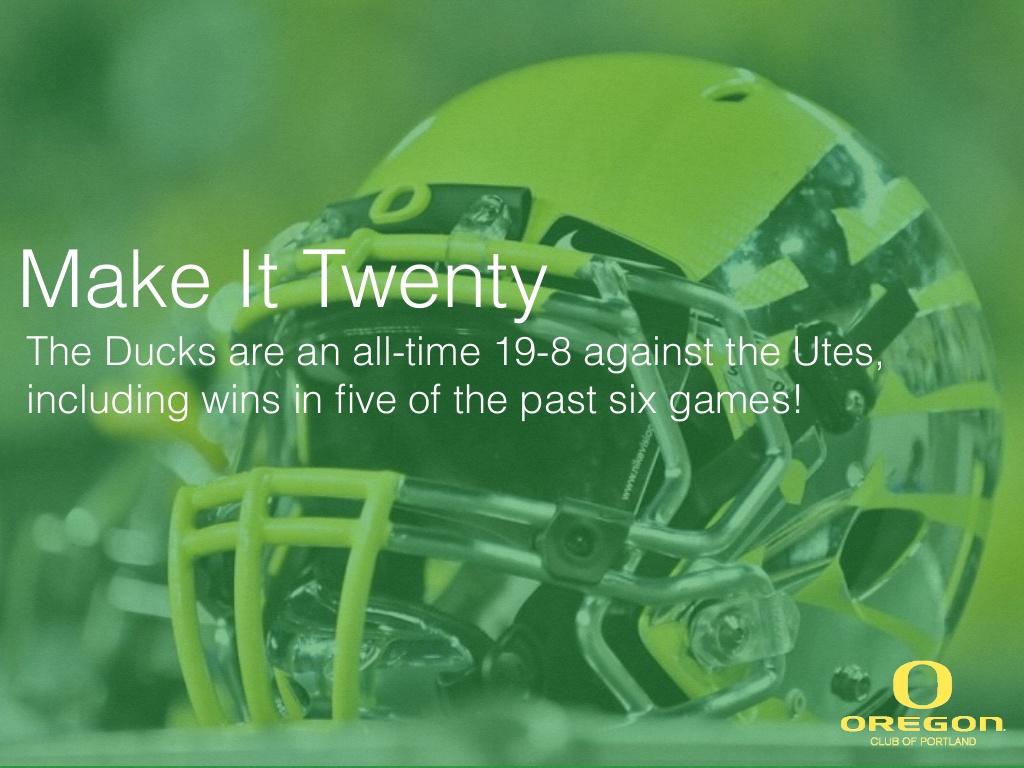 Make It Twenty
The Ducks are an all-time 19-8 against the Utes,
including wins in five of the past six games!
O
OREGON
CLUB OF PORTLAND